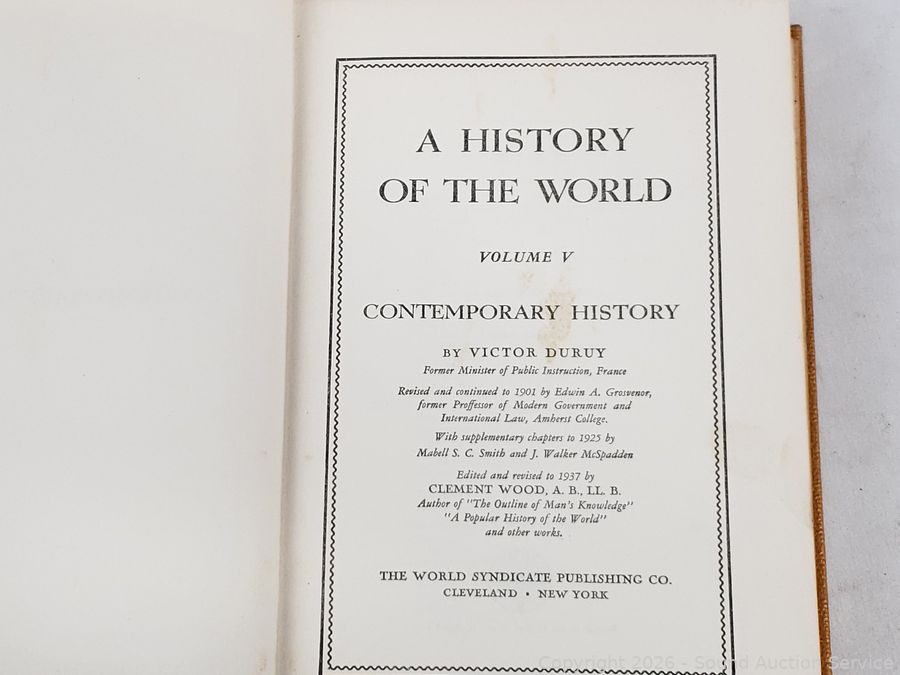 A HISTORY
OF THE WORLD
VOLUME V
CONTEMPORARY HISTORY
BY VICTOR DURUY
Former Minister of Public Instruction, France
Revised and continued to 1901 by Edwin A. Grosvenor,
former Proffessor of Modern Government and
International Law, Amherst College.
With supplementary chapters to 1925 by
Mabell S. C. Smith and J. Walker McSpadden
Edited and revised to 1937 by
CLEMENT WOOD, A. B., LL. B.
Author of "The Outline of Man's Knowledge"
"A Popular History of the World"
and other works.
THE WORLD SYNDICATE PUBLISHING CO.
CLEVELAND • NEW YORK
Copyright 2026 - Sound Auction Service